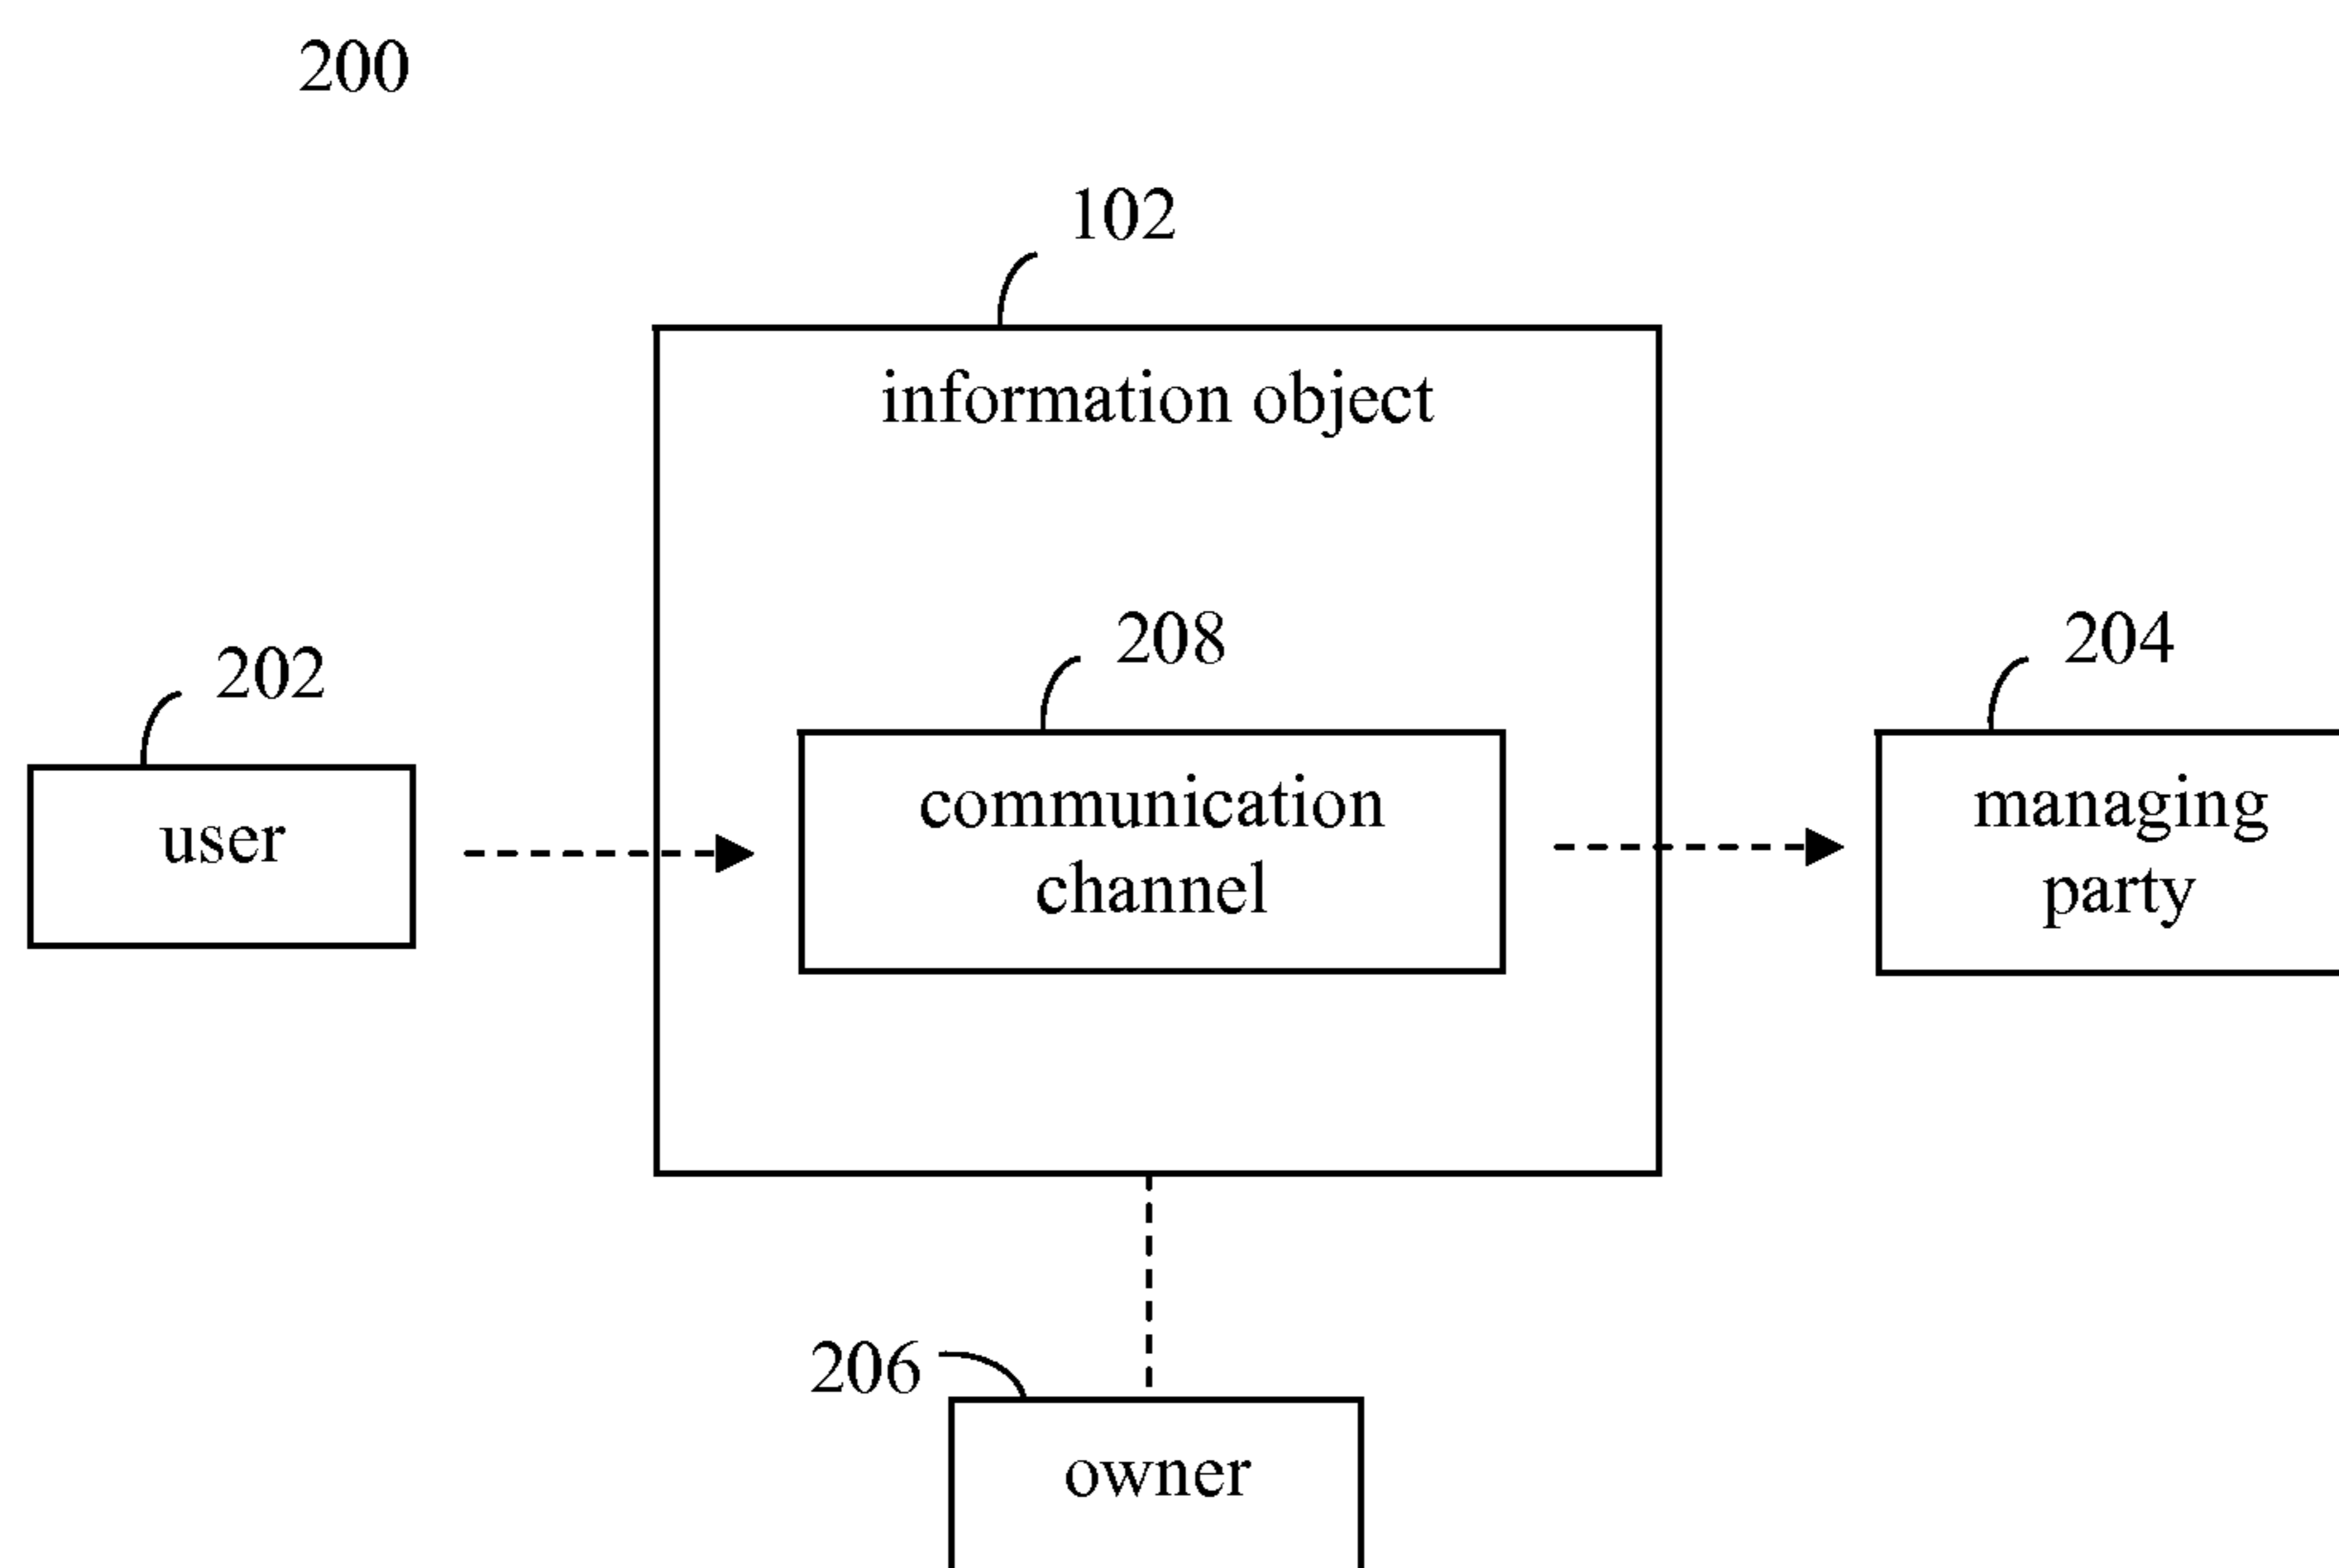 200
102
information object
208
204
202
communication
channel
managing
party
user
206
owner